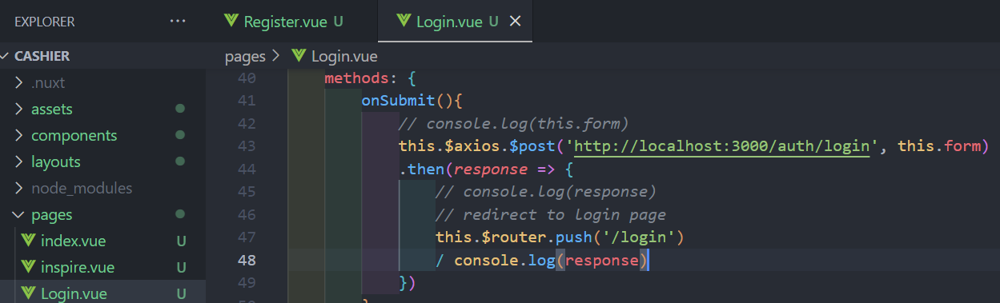 EXPLORER ...
Register.vue U
Login.vue U
CASHIER
pages > Login.vue
.nuxt
assets
components
layouts
node_modules
pages
index.vue U
inspire.vue U
Login.vue U
40 methods: {
41 onSubmit(){
42 // console.log(this.form)
43 this.$axios.$post('http://localhost:3000/auth/login', this.form)
44 .then(response => {
45 // console.log(response)
46 // redirect to login page
47 this.$router.push('/login')
48 / console.log(response)
49 })